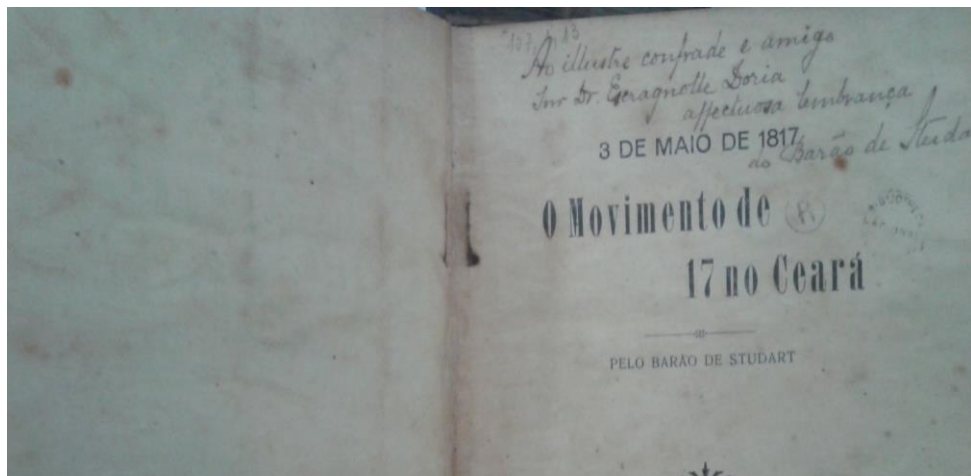 Ao illustre confrade e amigo
Snr Dr. Escragnolle Doria
affectuosa lembrança
3 DE MAIO DE 1817
do Barão de Studa
O Movimento de
17 no Ceará
PELO BARÃO DE STUDART